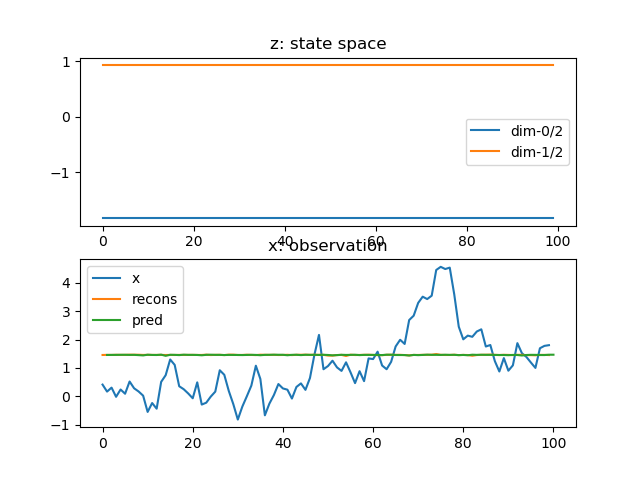 z: state space
1
0
−1
dim-0/2
dim-1/2
0 20 40 60 80 100
x: observation
4
3
2
1
0
−1
x
recons
pred
0 20 40 60 80 100